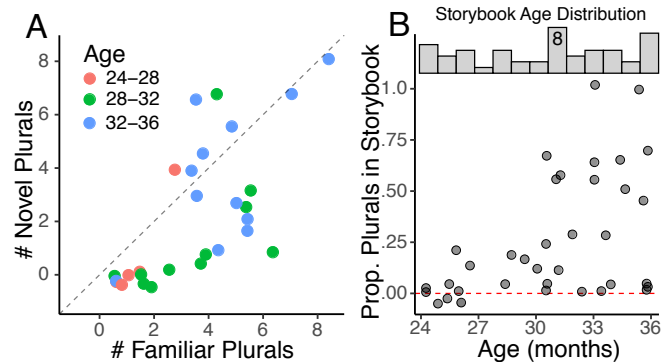 A
Age
24–28
28–32
32–36
# Novel Plurals
8
6
4
2
0
0 2 4 6 8
# Familiar Plurals
B
Storybook Age Distribution
8
Prop. Plurals in Storybook
1.0
.75
.50
.25
.00
24 27 30 33 36
Age (months)